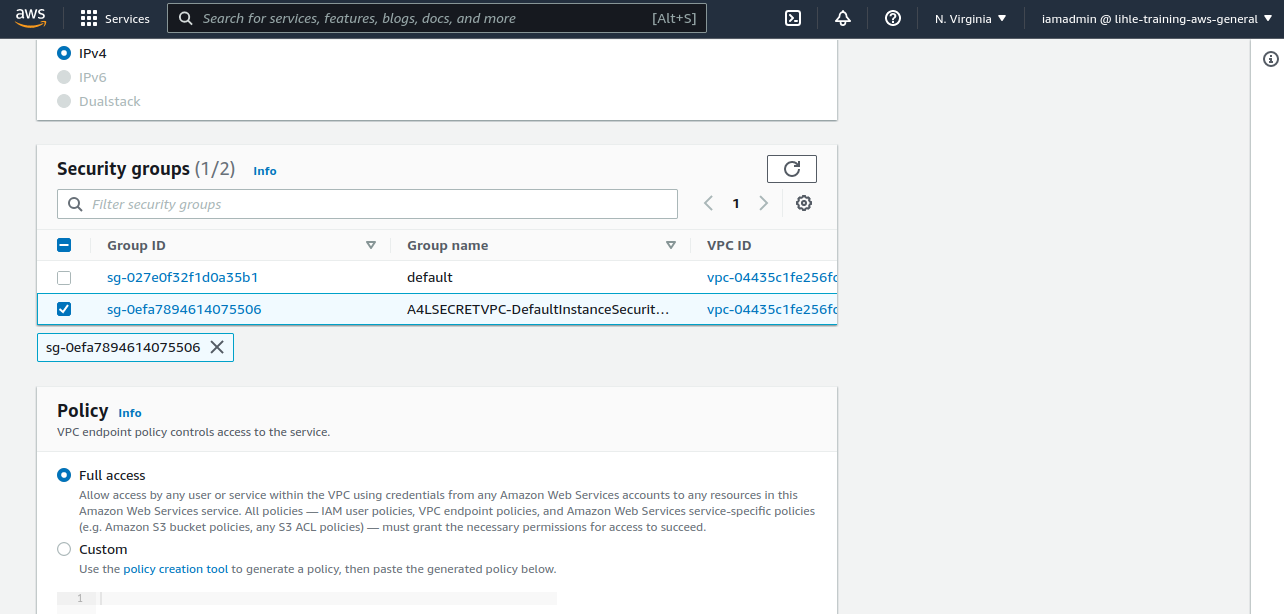 aws Services Search for services, features, blogs, docs, and more [Alt+S] N. Virginia iamadmin @ lihle-training-aws-general
IPv4
IPv6
Dualstack
Security groups (1/2) Info
Filter security groups 1
Group ID Group name VPC ID
sg-027e0f32f1d0a35b1 default vpc-04435c1fe256fc
sg-0efa7894614075506 A4LSECRETVPC-DefaultInstanceSecurit... vpc-04435c1fe256fc
sg-0efa7894614075506
Policy Info
VPC endpoint policy controls access to the service.
Full access
Allow access by any user or service within the VPC using credentials from any Amazon Web Services accounts to any resources in this
Amazon Web Services service. All policies — IAM user policies, VPC endpoint policies, and Amazon Web Services service-specific policies
(e.g. Amazon S3 bucket policies, any S3 ACL policies) — must grant the necessary permissions for access to succeed.
Custom
Use the policy creation tool to generate a policy, then paste the generated policy below.
1